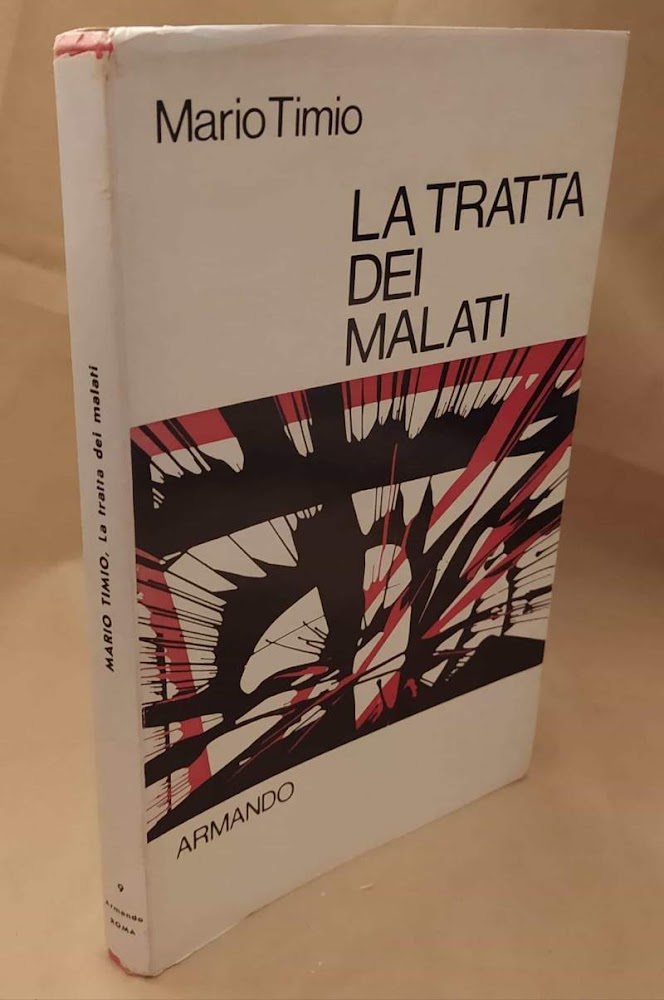 Mario Timio
LA TRATTA
DEI
MALATI
ARMANDO
MARIO TIMIO. La tratta dei malati
9
Armando
ROMA